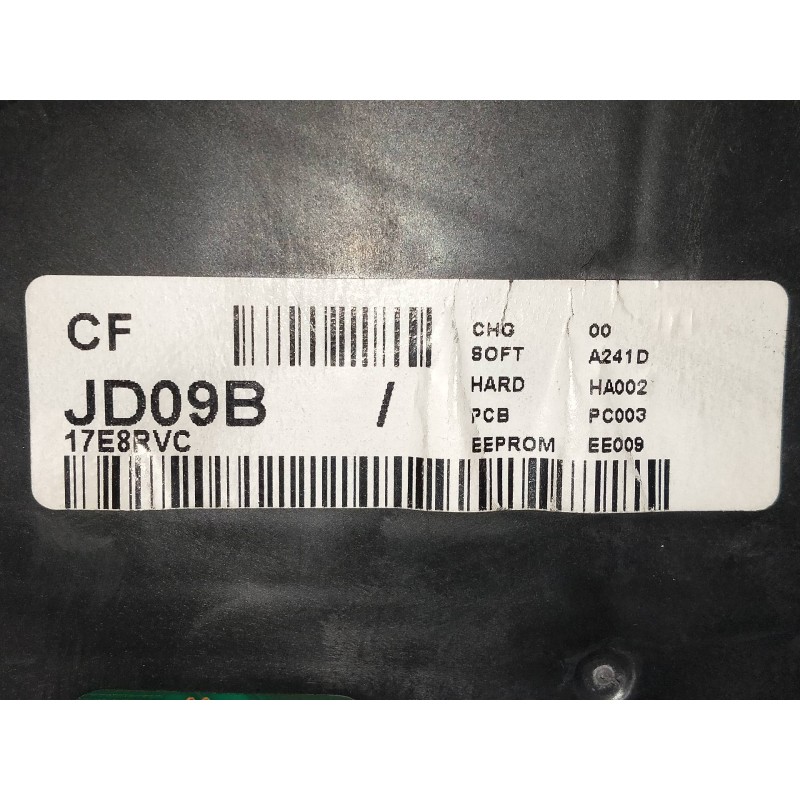 CF
JD09B /
17E8RVC
CHG 00
SOFT A241D
HARD HA002
PCB PC003
EEPROM EE009